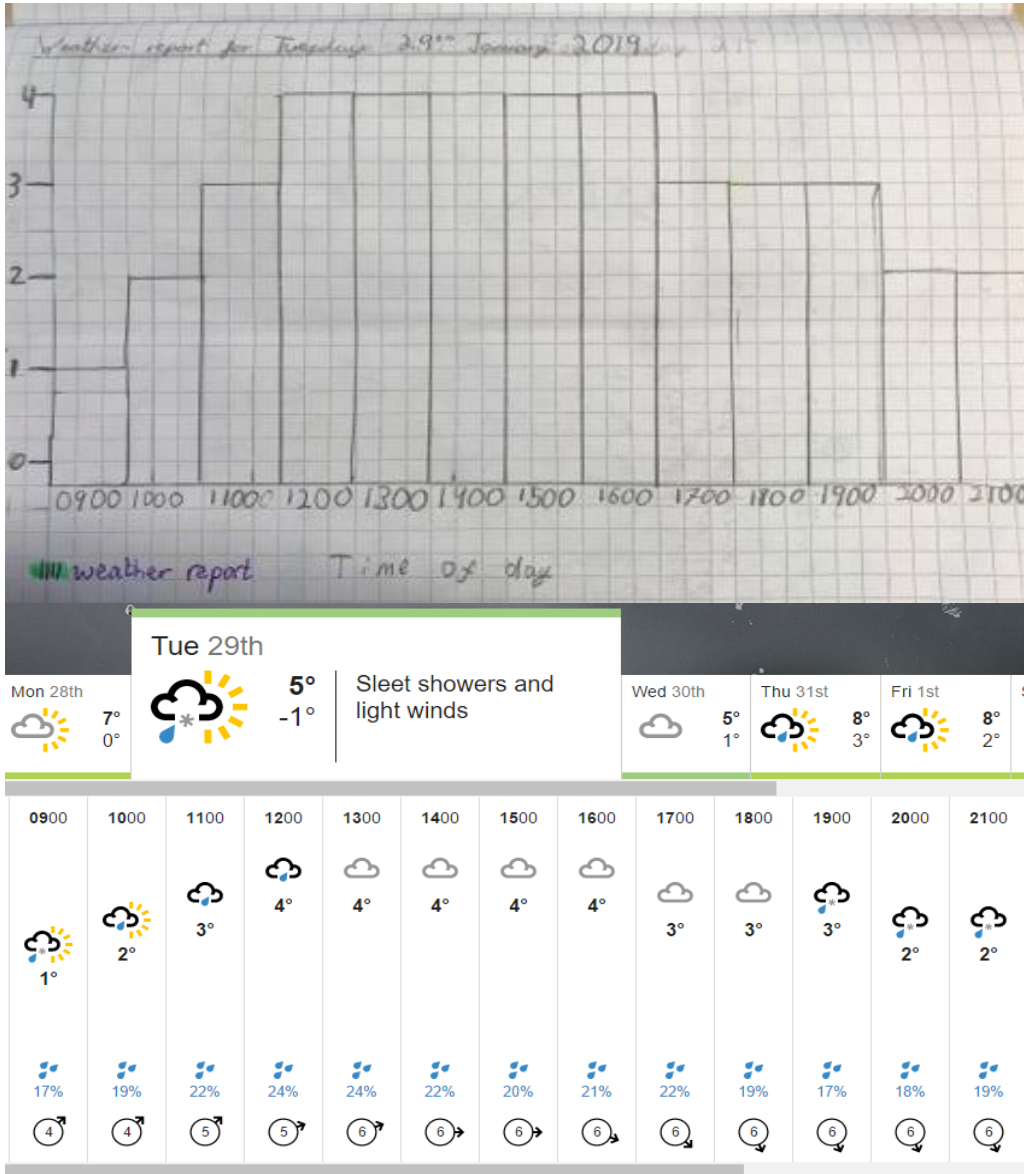 Weather report for Tuesday 29th January 2019
4
3
2
1
0
0900 1000 1100 1200 1300 1400 1500 1600 1700 1800 1900 2000 2100
weather report Time of day
Tue 29th
5°
-1°
Sleet showers and
light winds
Mon 28th
7°
0°
Wed 30th
5°
1°
Thu 31st
8°
3°
Fri 1st
8°
2°
0900 1000 1100 1200 1300 1400 1500 1600 1700 1800 1900 2000 2100
1° 2° 3° 4° 4° 4° 4° 4° 3° 3° 3° 2° 2°
17% 19% 22% 24% 24% 22% 20% 21% 22% 19% 17% 18% 19%
4 4 5 5 6 6 6 6 6 6 6 6 6